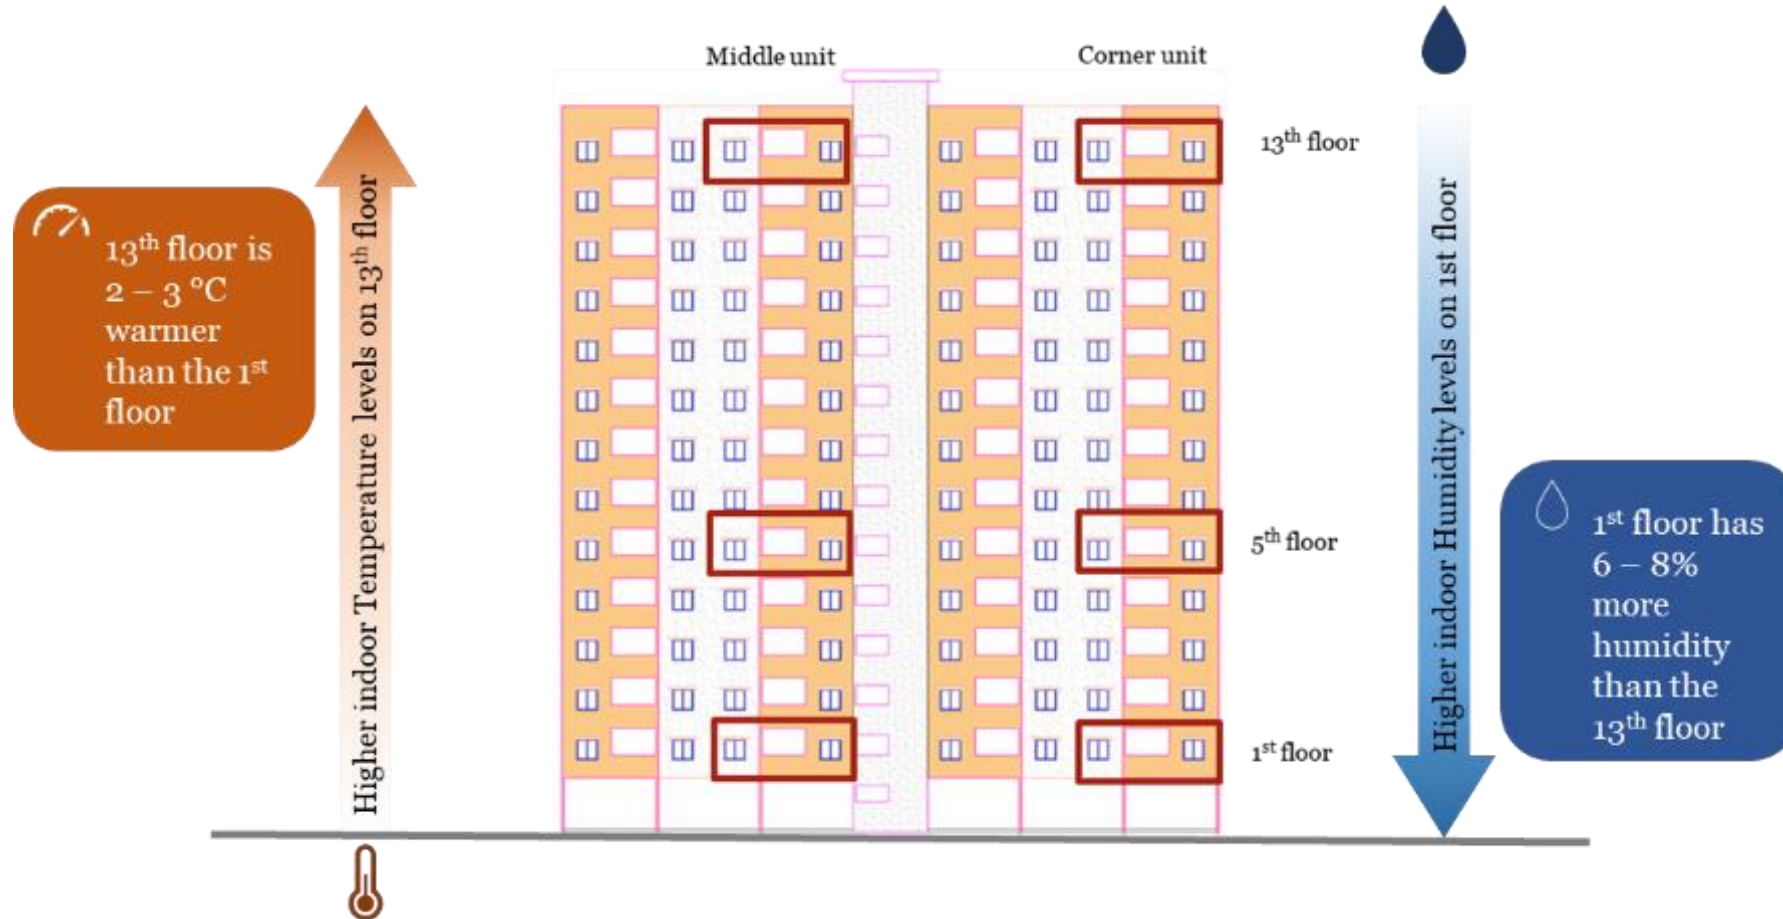 Middle unit
Corner unit
13th floor is
2 – 3 °C
warmer
than the 1st
floor
Higher indoor Temperature levels on 13th floor
13th floor
5th floor
1st floor
Higher indoor Humidity levels on 1st floor
1st floor has
6 – 8%
more
humidity
than the
13th floor